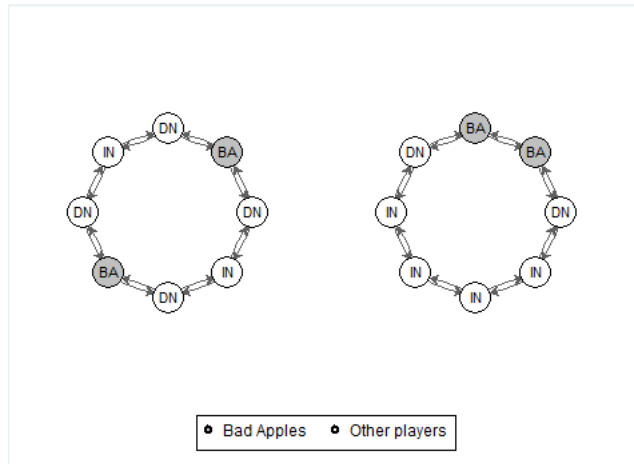 DN BA
IN BA DN BA
DN DN IN DN
BA IN IN IN
DN IN
Bad Apples Other players